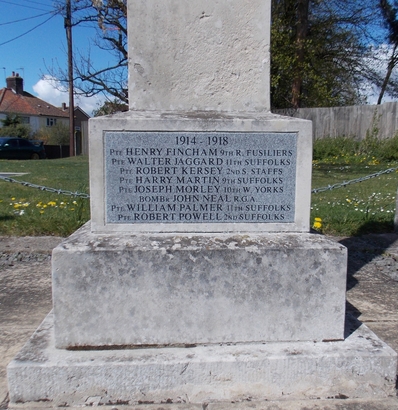 1914 - 1918
PTE HENRY FINCHAM 9TH R. FUSILIERS
PTE WALTER JAGGARD 11TH SUFFOLKS
PTE ROBERT KERSEY 2ND S. STAFFS
PTE HARRY MARTIN 9TH SUFFOLKS
PTE JOSEPH MORLEY 10TH W. YORKS
BOMBR JOHN NEAL R.G.A.
PTE WILLIAM PALMER 11TH SUFFOLKS
PTE ROBERT POWELL 2ND SUFFOLKS